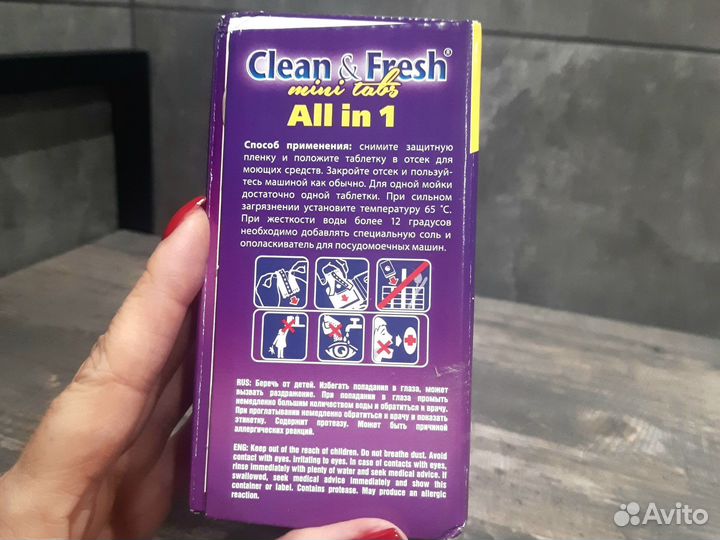 Clean & Fresh®
mini tabs
All in 1
Способ применения: снимите защитную
пленку и положите таблетку в отсек для
моющих средств. Закройте отсек и пользуй-
тесь машиной как обычно. Для одной мойки
достаточно одной таблетки. При сильном
загрязнении установите температуру 65 °C.
При жесткости воды более 12 градусов
необходимо добавлять специальную соль и
ополаскиватель для посудомоечных машин.
RUS: Беречь от детей. Избегать попадания в глаза, может
вызвать раздражение. При попадании в глаза промыть
немедленно большим количеством воды и обратиться к врачу.
При проглатывании немедленно обратиться к врачу и показать
этикетку. Содержит протеазу. Может быть причиной
аллергических реакций.
ENG: Keep out of the reach of children. Do not breathe dust. Avoid
contact with eyes. Irritating to eyes. In case of contacts with eyes,
rinse immediately with plenty of water and seek medical advice. If
swallowed, seek medical advice immediately and show this
container or label. Contains protease. May produce an allergic
reaction.
Avito